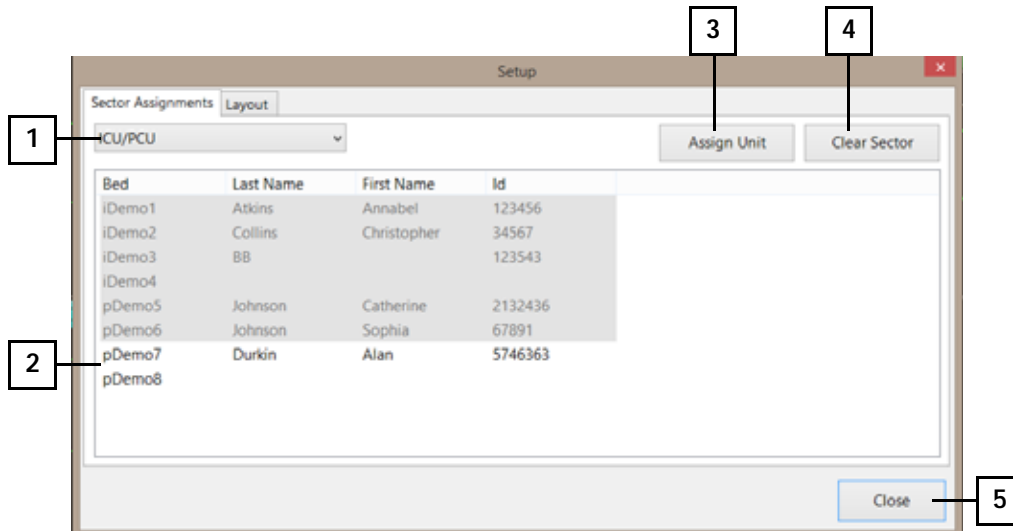 3 4
Setup
Sector Assignments Layout
1 ICU/PCU Assign Unit Clear Sector
Bed Last Name First Name Id
iDemo1 Atkins Annabel 123456
iDemo2 Collins Christopher 34567
iDemo3 BB 123543
iDemo4
pDemo5 Johnson Catherine 2132436
pDemo6 Johnson Sophia 67891
2 pDemo7 Durkin Alan 5746363
pDemo8
Close 5